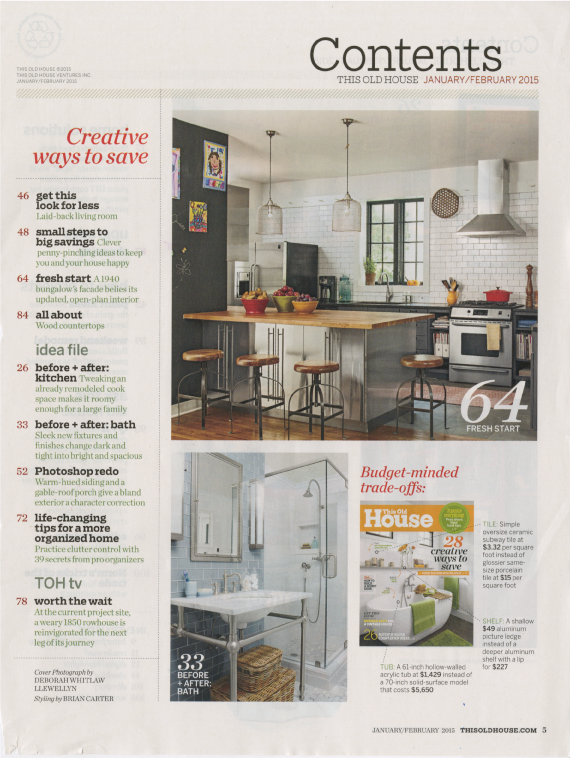 THIS OLD HOUSE ©2015
THIS OLD HOUSE VENTURES INC.
JANUARY/FEBRUARY 2015
Contents
THIS OLD HOUSE JANUARY/FEBRUARY 2015
Creative
ways to save
46 get this
look for less
Laid-back living room
48 small steps to
big savings Clever
penny-pinching ideas to keep
you and your house happy
64 fresh start A 1940
bungalow's facade belies its
updated, open-plan interior
84 all about
Wood countertops
idea file
26 before + after:
kitchen Tweaking an
already remodeled cook
space makes it roomy
enough for a large family
33 before + after: bath
Sleek new fixtures and
finishes change dark and
tight into bright and spacious
52 Photoshop redo
Warm-hued siding and a
gable-roof porch give a bland
exterior a character correction
72 life-changing
tips for a more
organized home
Practice clutter control with
39 secrets from pro organizers
TOH tv
78 worth the wait
At the current project site,
a weary 1850 rowhouse is
reinvigorated for the next
leg of its journey
Cover Photograph by
DEBORAH WHITLAW
LLEWELLYN
Styling by BRIAN CARTER
64
FRESH START
33
BEFORE
+ AFTER:
BATH
Budget-minded
trade-offs:
This Old
House
28
creative
ways to
save
26
TILE: Simple
oversize ceramic
subway tile at
$3.32 per square
foot instead of
glossier same-
size porcelain
tile at $15 per
square foot
SHELF: A shallow
$49 aluminum
picture ledge
instead of a
deeper aluminum
shelf with a lip
for $227
TUB: A 61-inch hollow-walled
acrylic tub at $1,429 instead of
a 70-inch solid-surface model
that costs $5,650
JANUARY/FEBRUARY 2015 THISOLDHOUSE.COM 5